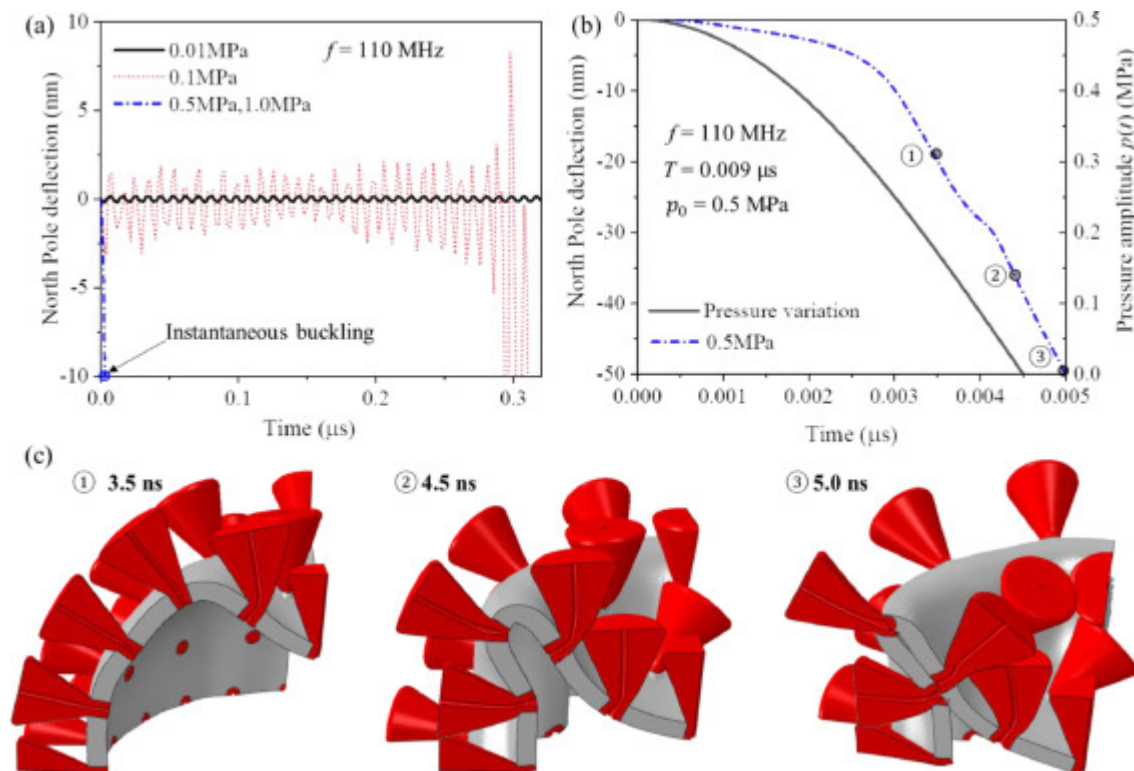 (a)
10
5
0
-5
-10
North Pole deflection (nm)
0.01MPa
0.1MPa
0.5MPa,1.0MPa
f = 110 MHz
Instantaneous buckling
0.0 0.1 0.2 0.3
Time (μs)
(b)
0
-10
-20
-30
-40
-50
North Pole deflection (nm)
f = 110 MHz
T = 0.009 μs
p0 = 0.5 MPa
①
②
③
Pressure variation
0.5MPa
0.5
0.4
0.3
0.2
0.1
0.0
Pressure amplitude p(t) (MPa)
0.000 0.001 0.002 0.003 0.004 0.005
Time (μs)
(c)
① 3.5 ns
② 4.5 ns
③ 5.0 ns